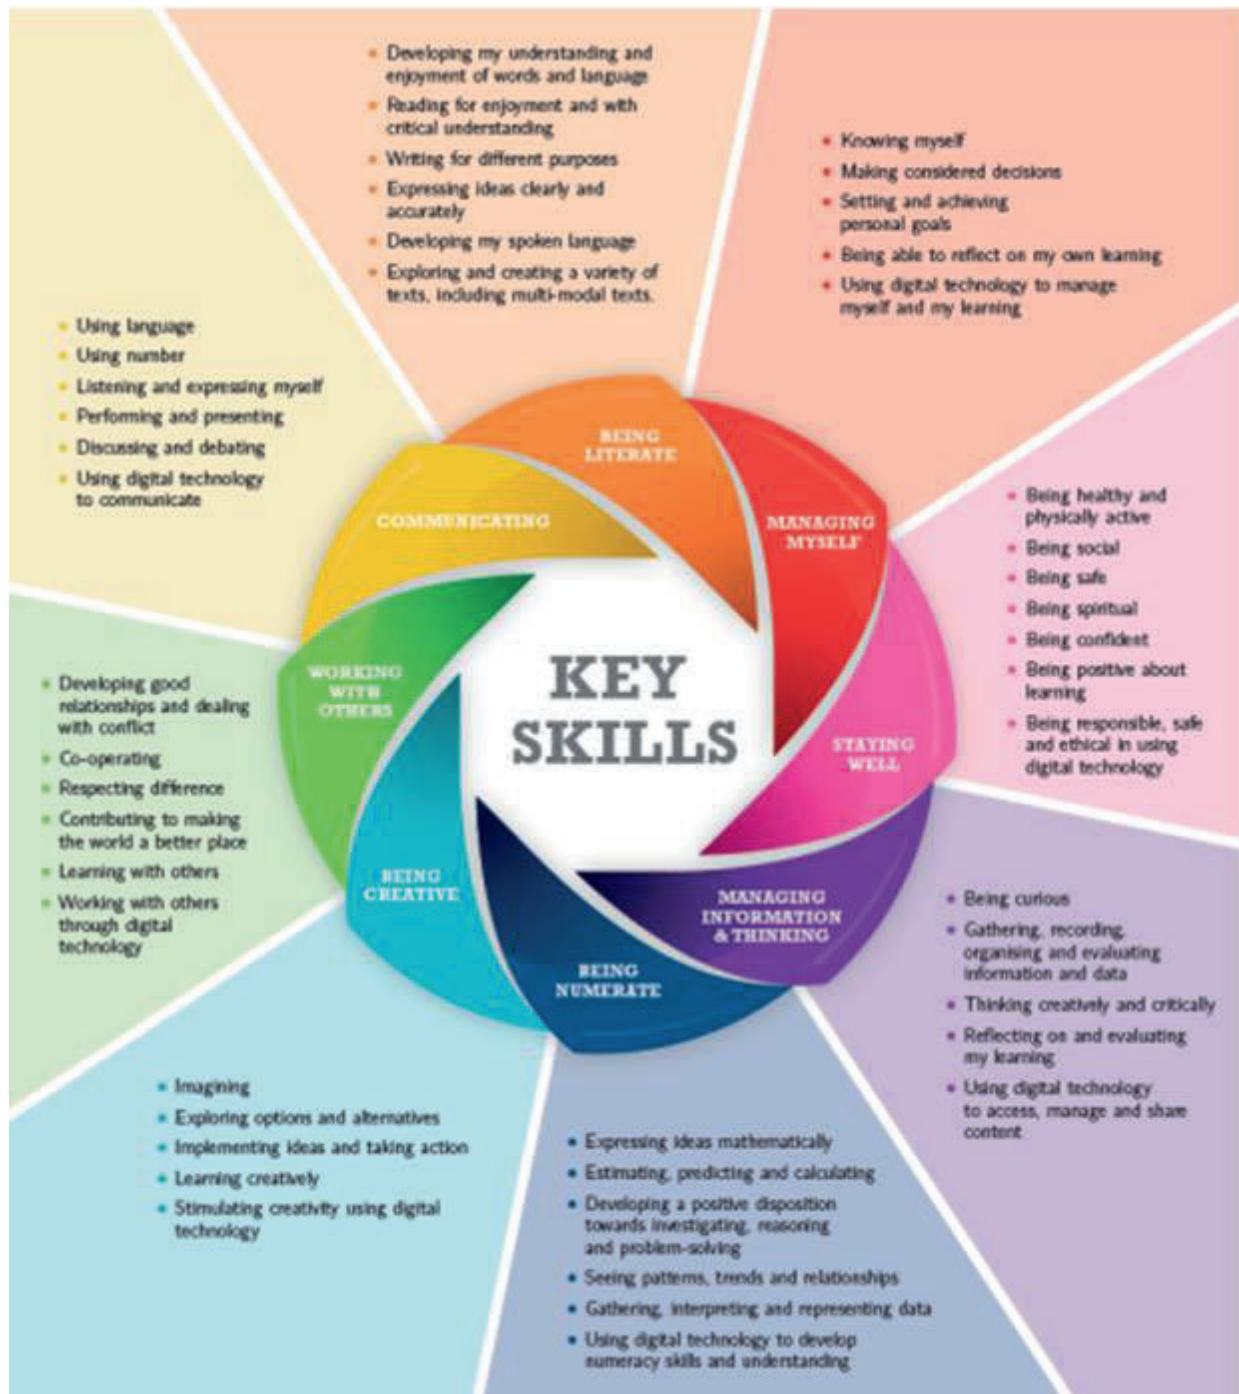 • Developing my understanding and
enjoyment of words and language
• Reading for enjoyment and with
critical understanding
• Writing for different purposes
• Expressing ideas clearly and
accurately
• Developing my spoken language
• Exploring and creating a variety of
texts, including multi-modal texts.
• Knowing myself
• Making considered decisions
• Setting and achieving
personal goals
• Being able to reflect on my own learning
• Using digital technology to manage
myself and my learning
• Using language
• Using number
• Listening and expressing myself
• Performing and presenting
• Discussing and debating
• Using digital technology
to communicate
• Being healthy and
physically active
• Being social
• Being safe
• Being spiritual
• Being confident
• Being positive about
learning
• Being responsible, safe
and ethical in using
digital technology
BEING
LITERATE
COMMUNICATING
MANAGING
MYSELF
WORKING
WITH
OTHERS
KEY
SKILLS
STAYING
WELL
BEING
CREATIVE
MANAGING
INFORMATION
& THINKING
BEING
NUMERATE
• Developing good
relationships and dealing
with conflict
• Co-operating
• Respecting difference
• Contributing to making
the world a better place
• Learning with others
• Working with others
through digital
technology
• Being curious
• Gathering, recording,
organising and evaluating
information and data
• Thinking creatively and critically
• Reflecting on and evaluating
my learning
• Using digital technology
to access, manage and share
content
• Imagining
• Exploring options and alternatives
• Implementing ideas and taking action
• Learning creatively
• Stimulating creativity using digital
technology
• Expressing ideas mathematically
• Estimating, predicting and calculating
• Developing a positive disposition
towards investigating, reasoning
and problem-solving
• Seeing patterns, trends and relationships
• Gathering, interpreting and representing data
• Using digital technology to develop
numeracy skills and understanding